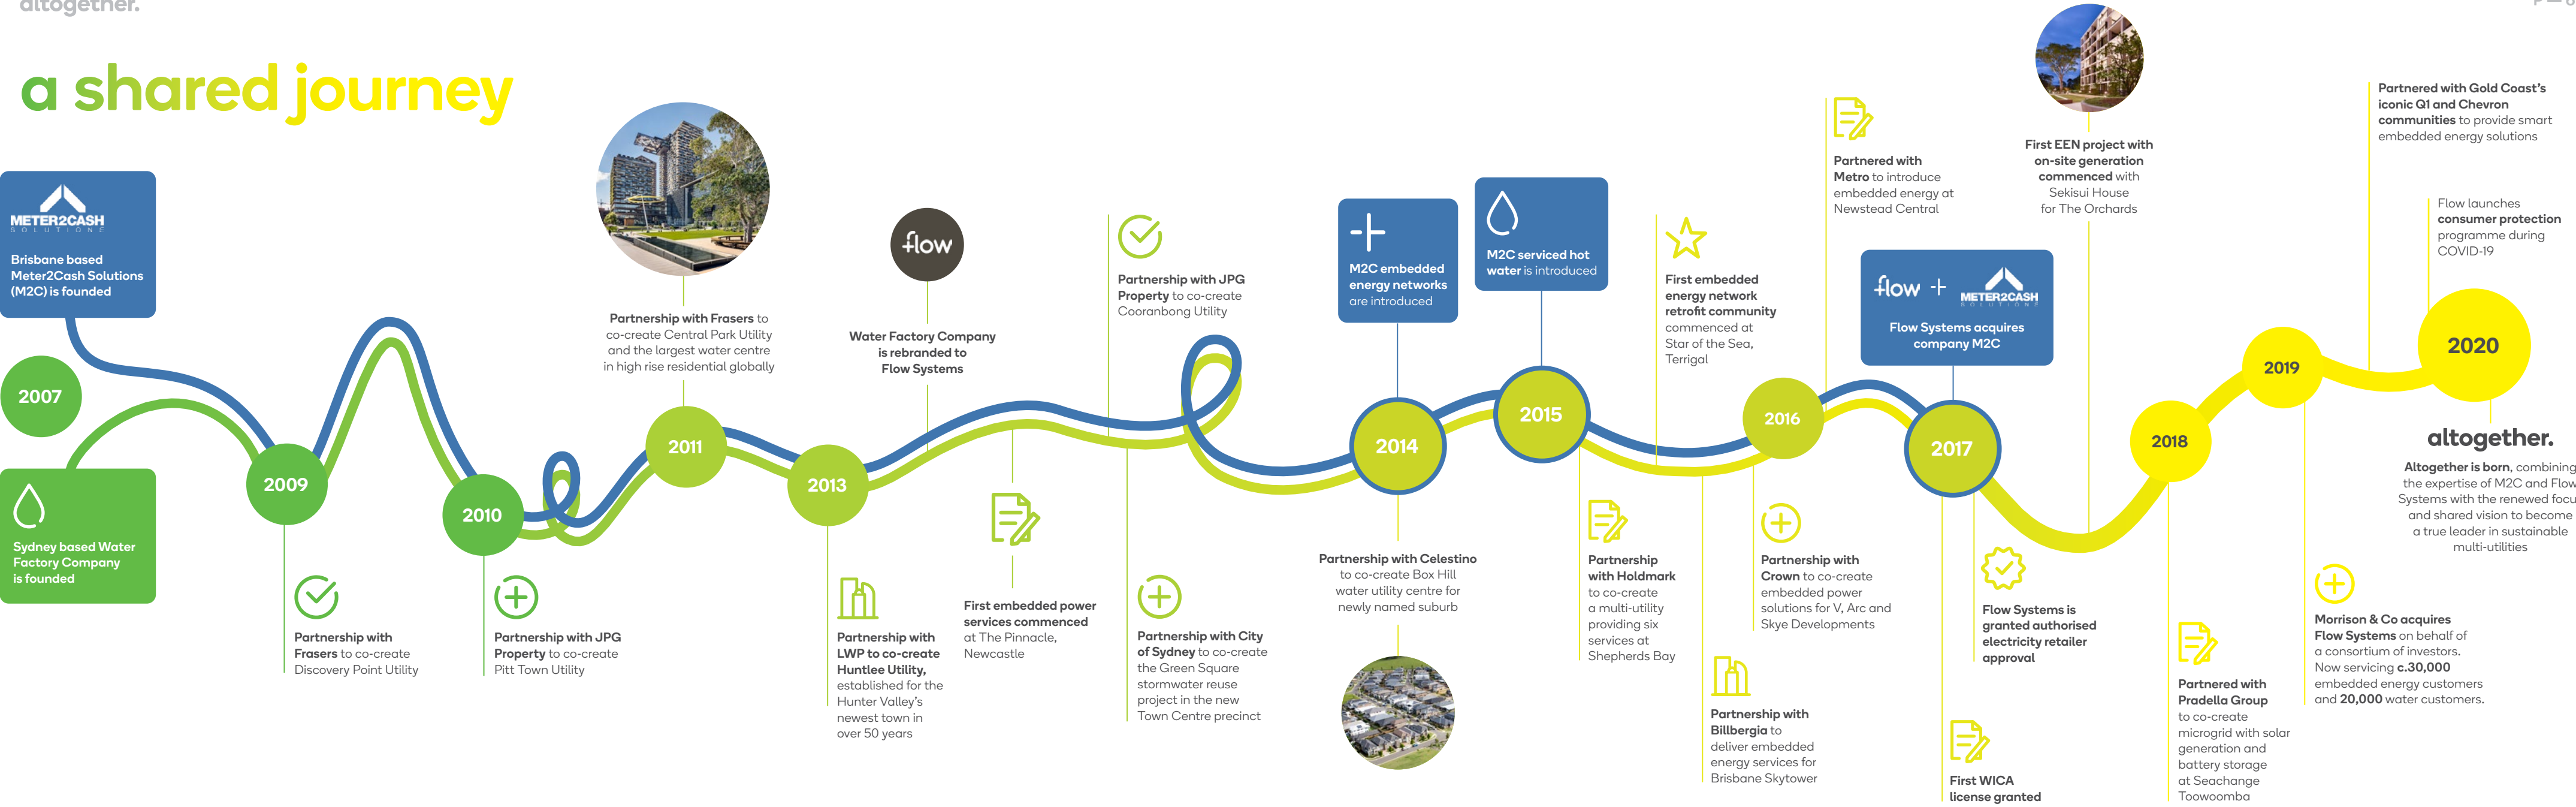 altogether.
a shared journey
METER2CASH
SOLUTIONS
Brisbane based
Meter2Cash Solutions
(M2C) is founded
2007
Sydney based Water
Factory Company
is founded
2009
Partnership with
Frasers to co-create
Discovery Point Utility
2010
Partnership with JPG
Property to co-create
Pitt Town Utility
Partnership with Frasers to
co-create Central Park Utility
and the largest water centre
in high rise residential globally
2011
2013
Partnership with
LWP to co-create
Huntlee Utility,
established for the
Hunter Valley's
newest town in
over 50 years
flow
Water Factory Company
is rebranded to
Flow Systems
First embedded power
services commenced
at The Pinnacle,
Newcastle
Partnership with JPG
Property to co-create
Cooranbong Utility
Partnership with City
of Sydney to co-create
the Green Square
stormwater reuse
project in the new
Town Centre precinct
M2C embedded
energy networks
are introduced
2014
Partnership with Celestino
to co-create Box Hill
water utility centre for
newly named suburb
M2C serviced hot
water is introduced
2015
Partnership
with Holdmark
to co-create
a multi-utility
providing six
services at
Shepherds Bay
First embedded
energy network
retrofit community
commenced at
Star of the Sea,
Terrigal
Partnership with
Billbergia to
deliver embedded
energy services for
Brisbane Skytower
2016
Partnership with
Crown to co-create
embedded power
solutions for V, Arc and
Skye Developments
Partnered with
Metro to introduce
embedded energy at
Newstead Central
flow + METER2CASH
SOLUTIONS
Flow Systems acquires
company M2C
2017
First WICA
license granted
Flow Systems is
granted authorised
electricity retailer
approval
First EEN project with
on-site generation
commenced with
Sekisui House
for The Orchards
2018
Partnered with
Pradella Group
to co-create
microgrid with solar
generation and
battery storage
at Seachange
Toowoomba
2019
Morrison & Co acquires
Flow Systems on behalf of
a consortium of investors.
Now servicing c.30,000
embedded energy customers
and 20,000 water customers.
Partnered with Gold Coast's
iconic Q1 and Chevron
communities to provide smart
embedded energy solutions
Flow launches
consumer protection
programme during
COVID-19
2020
altogether.
Altogether is born, combining
the expertise of M2C and Flow
Systems with the renewed focu
and shared vision to become
a true leader in sustainable
multi-utilities